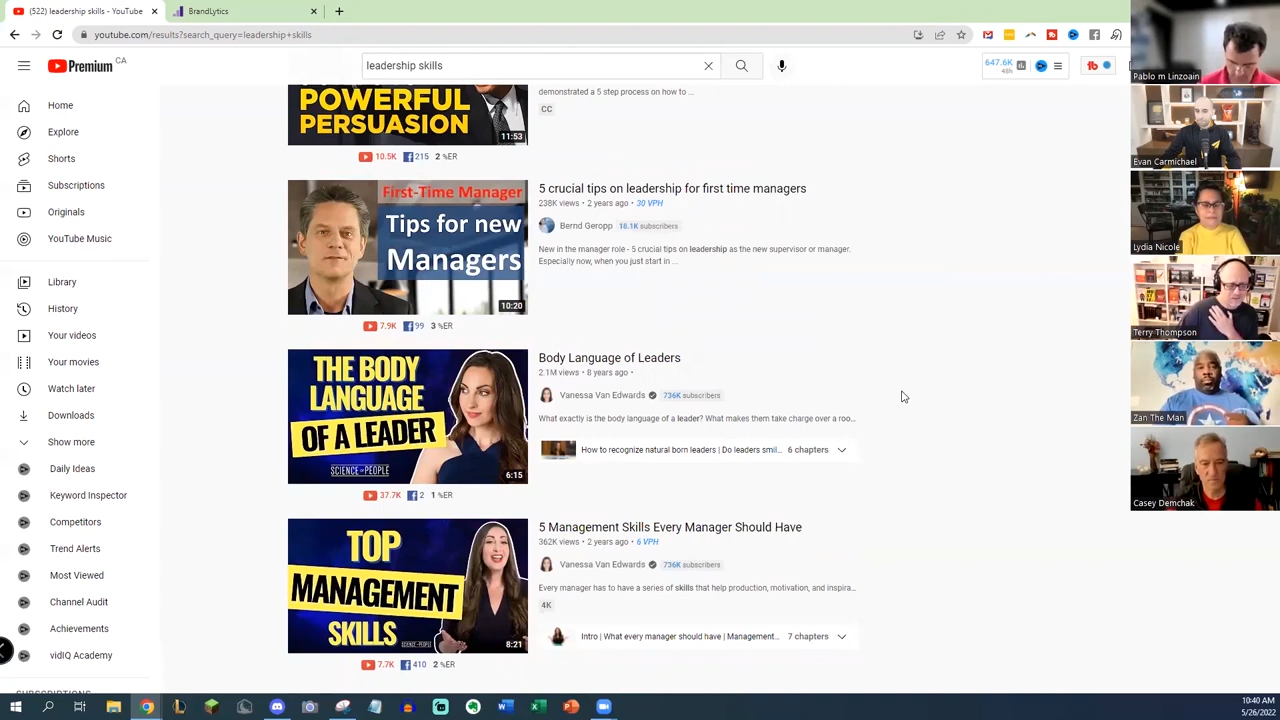 (522) leadership skills - YouTube
BrandLytics
youtube.com/results?search_query=leadership+skills
Premium CA
leadership skills
647.6K
48h
Home
Explore
Shorts
Subscriptions
Originals
YouTube Music
Library
History
Your videos
Your movies
Watch later
Downloads
Show more
Daily Ideas
Keyword Inspector
Competitors
Trend Alerts
Most Viewed
Channel Audit
Achievements
vidIQ Academy
SUBSCRIPTIONS
POWERFUL
PERSUASION
11:53
demonstrated a 5 step process on how to ...
10.5K 215 2 %ER
First-Time Manager
Tips for new
Managers
10:20
5 crucial tips on leadership for first time managers
238K views • 2 years ago • 30 VPH
Bernd Geropp 18.1K subscribers
New in the manager role - 5 crucial tips on leadership as the new supervisor or manager.
Especially now, when you just start in ...
7.9K 99 3 %ER
THE BODY
LANGUAGE
OF A LEADER
SCIENCE of PEOPLE
6:15
Body Language of Leaders
2.1M views • 8 years ago •
Vanessa Van Edwards 736K subscribers
What exactly is the body language of a leader? What makes them take charge over a roo...
How to recognize natural born leaders | Do leaders smil... 6 chapters
37.7K 2 1 %ER
TOP
MANAGEMENT
SKILLS
8:21
5 Management Skills Every Manager Should Have
362K views • 2 years ago • 6 VPH
Vanessa Van Edwards 736K subscribers
Every manager has to have a series of skills that help production, motivation, and inspira...
4K
Intro | What every manager should have | Management... 7 chapters
7.7K 410 2 %ER
Pablo m Linzoain
Evan Carmichael
Lydia Nicole
Terry Thompson
Zan The Man
Casey Demchak
10:40 AM
5/26/2022